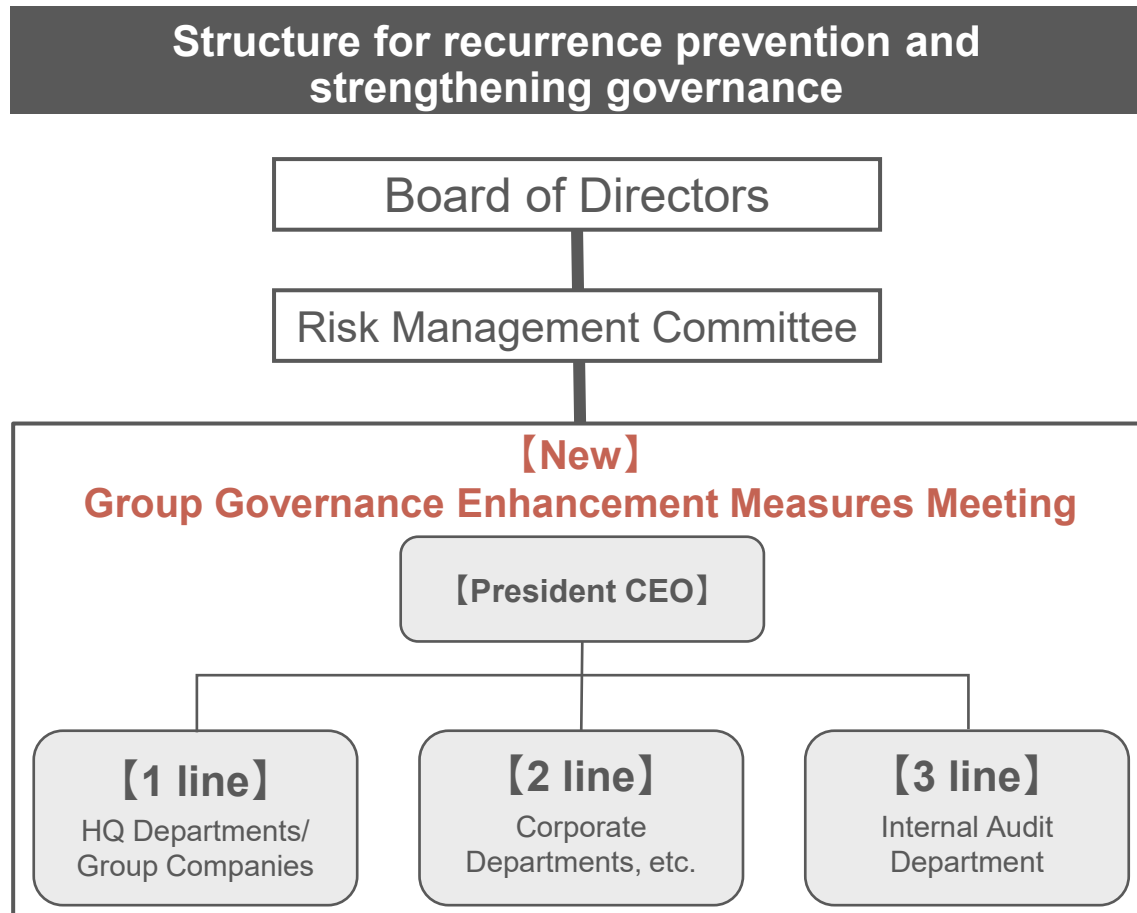 Structure for recurrence prevention and
strengthening governance
Board of Directors
Risk Management Committee
【New】
Group Governance Enhancement Measures Meeting
【President CEO】
【1 line】
HQ Departments/
Group Companies
【2 line】
Corporate
Departments, etc.
【3 line】
Internal Audit
Department